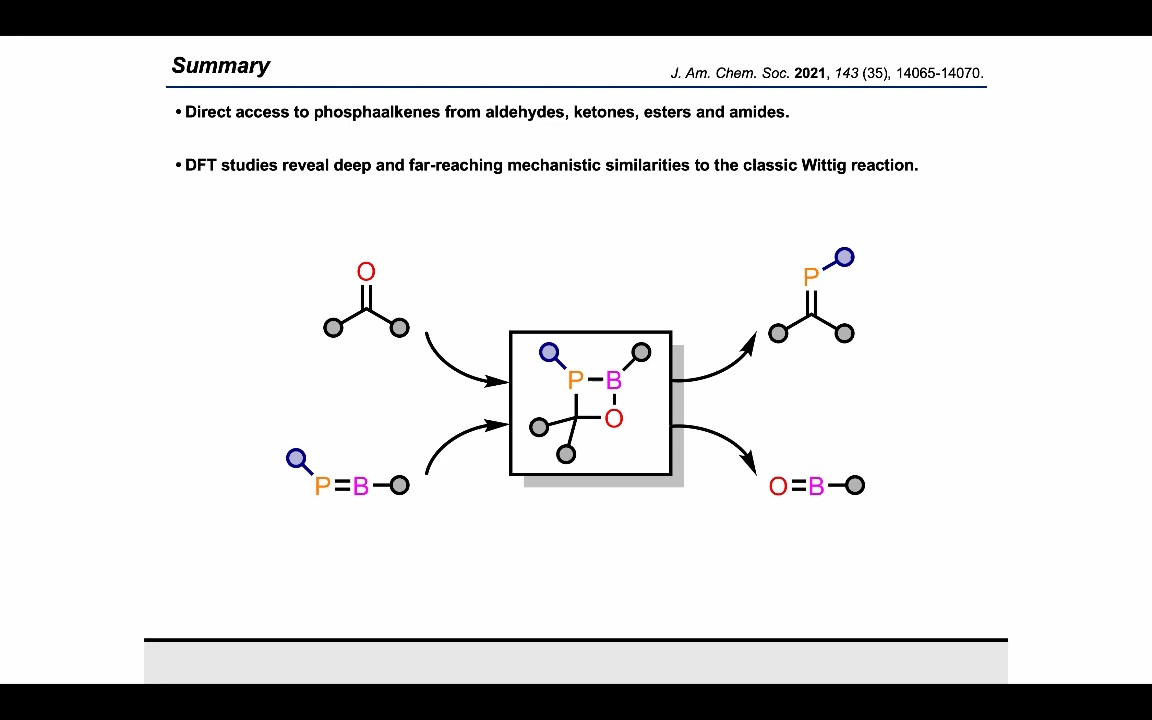 Summary
J. Am. Chem. Soc. 2021, 143 (35), 14065-14070.
• Direct access to phosphaalkenes from aldehydes, ketones, esters and amides.
• DFT studies reveal deep and far-reaching mechanistic similarities to the classic Wittig reaction.
O
P
P B
O
P=B
O=B